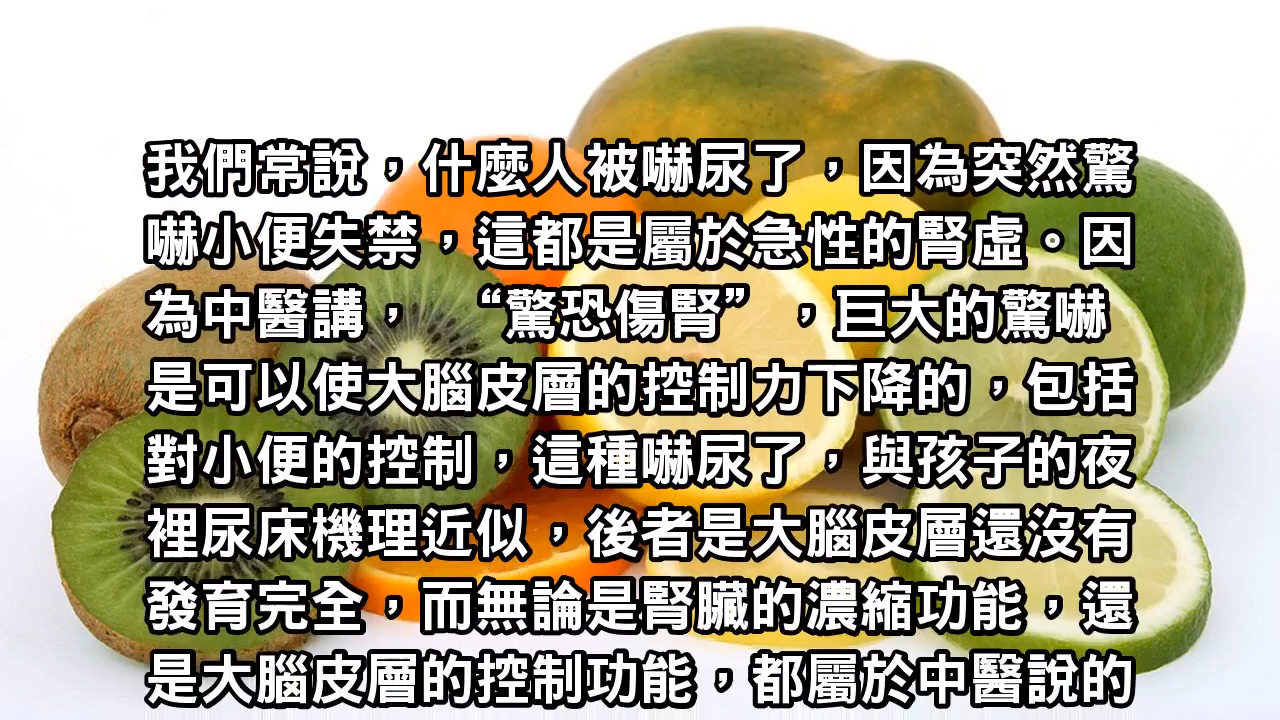 我們常說，什麼人被嚇尿了，因為突然驚
嚇小便失禁，這都是屬於急性的腎虛。因
為中醫講，“驚恐傷腎”，巨大的驚嚇
是可以使大腦皮層的控制力下降的，包括
對小便的控制，這種嚇尿了，與孩子的夜
裡尿床機理近似，後者是大腦皮層還沒有
發育完全，而無論是腎臟的濃縮功能，還
是大腦皮層的控制功能，都屬於中醫說的